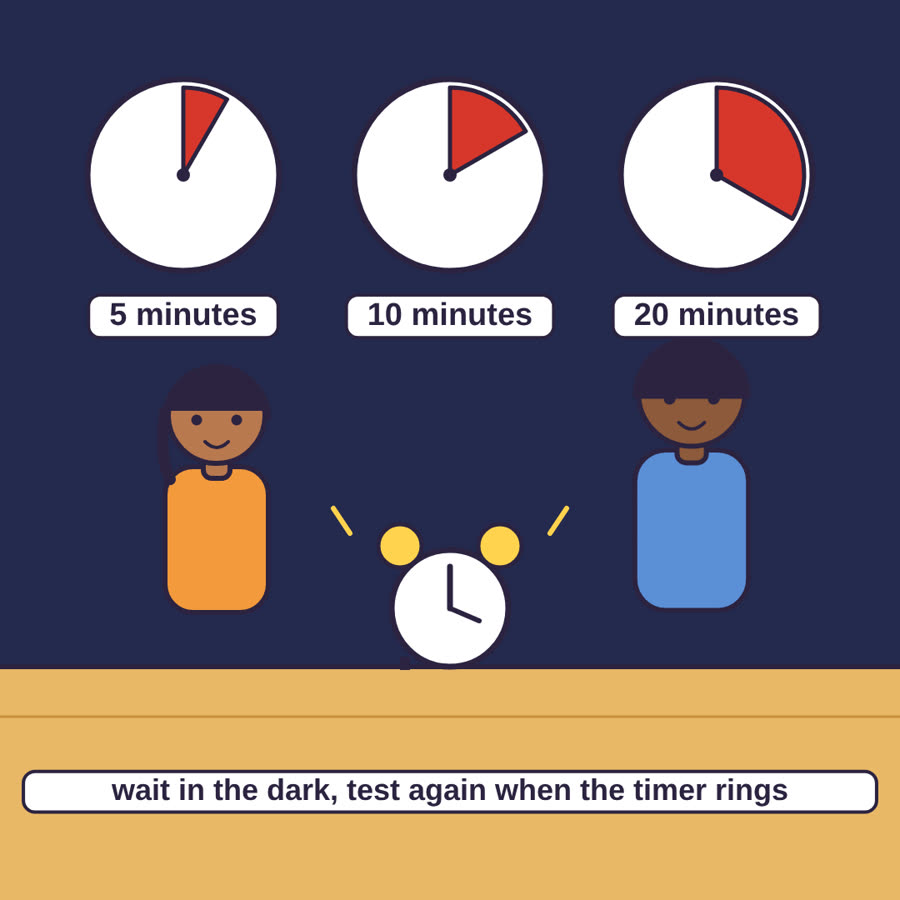 5 minutes
10 minutes
20 minutes
wait in the dark, test again when the timer rings